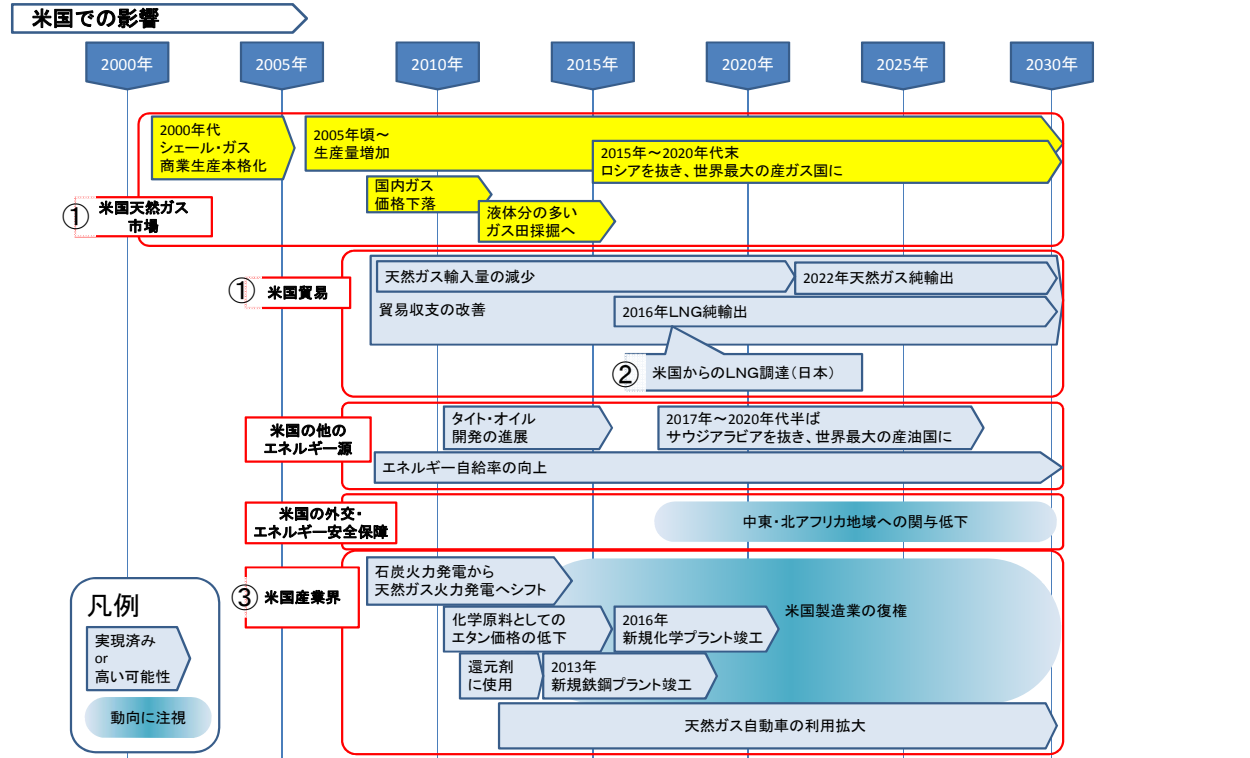 米国での影響
2000年
2005年
2010年
2015年
2020年
2025年
2030年
2000年代
シェール・ガス
商業生産本格化
2005年頃～
生産量増加
2015年～2020年代末
ロシアを抜き、世界最大の産ガス国に
国内ガス
価格下落
液体分の多い
ガス田採掘へ
①
米国天然ガス
市場
①
米国貿易
天然ガス輸入量の減少
2022年天然ガス純輸出
貿易収支の改善
2016年LNG純輸出
②
米国からのLNG調達（日本）
米国の他の
エネルギー源
タイト・オイル
開発の進展
2017年～2020年代半ば
サウジアラビアを抜き、世界最大の産油国に
エネルギー自給率の向上
米国の外交・
エネルギー安全保障
中東・北アフリカ地域への関与低下
③
米国産業界
石炭火力発電から
天然ガス火力発電へシフト
米国製造業の復権
化学原料としての
エタン価格の低下
2016年
新規化学プラント竣工
還元剤
に使用
2013年
新規鉄鋼プラント竣工
天然ガス自動車の利用拡大
凡例
実現済み
or
高い可能性
動向に注視